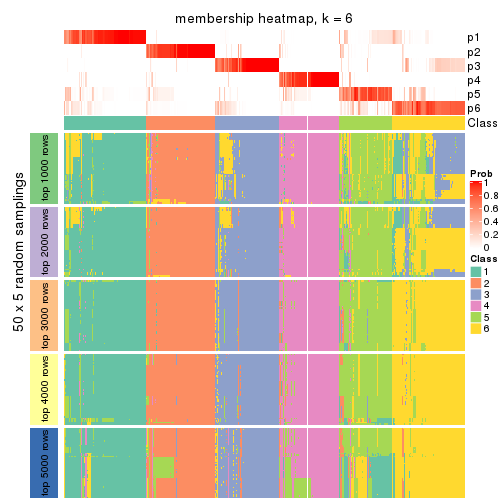 membership heatmap, k = 6
p1
p2
p3
p4
p5
p6
Class
50 x 5 random samplings
top 1000 rows
top 2000 rows
top 3000 rows
top 4000 rows
top 5000 rows
Prob
1
0.8
0.6
0.4
0.2
0
Class
1
2
3
4
5
6